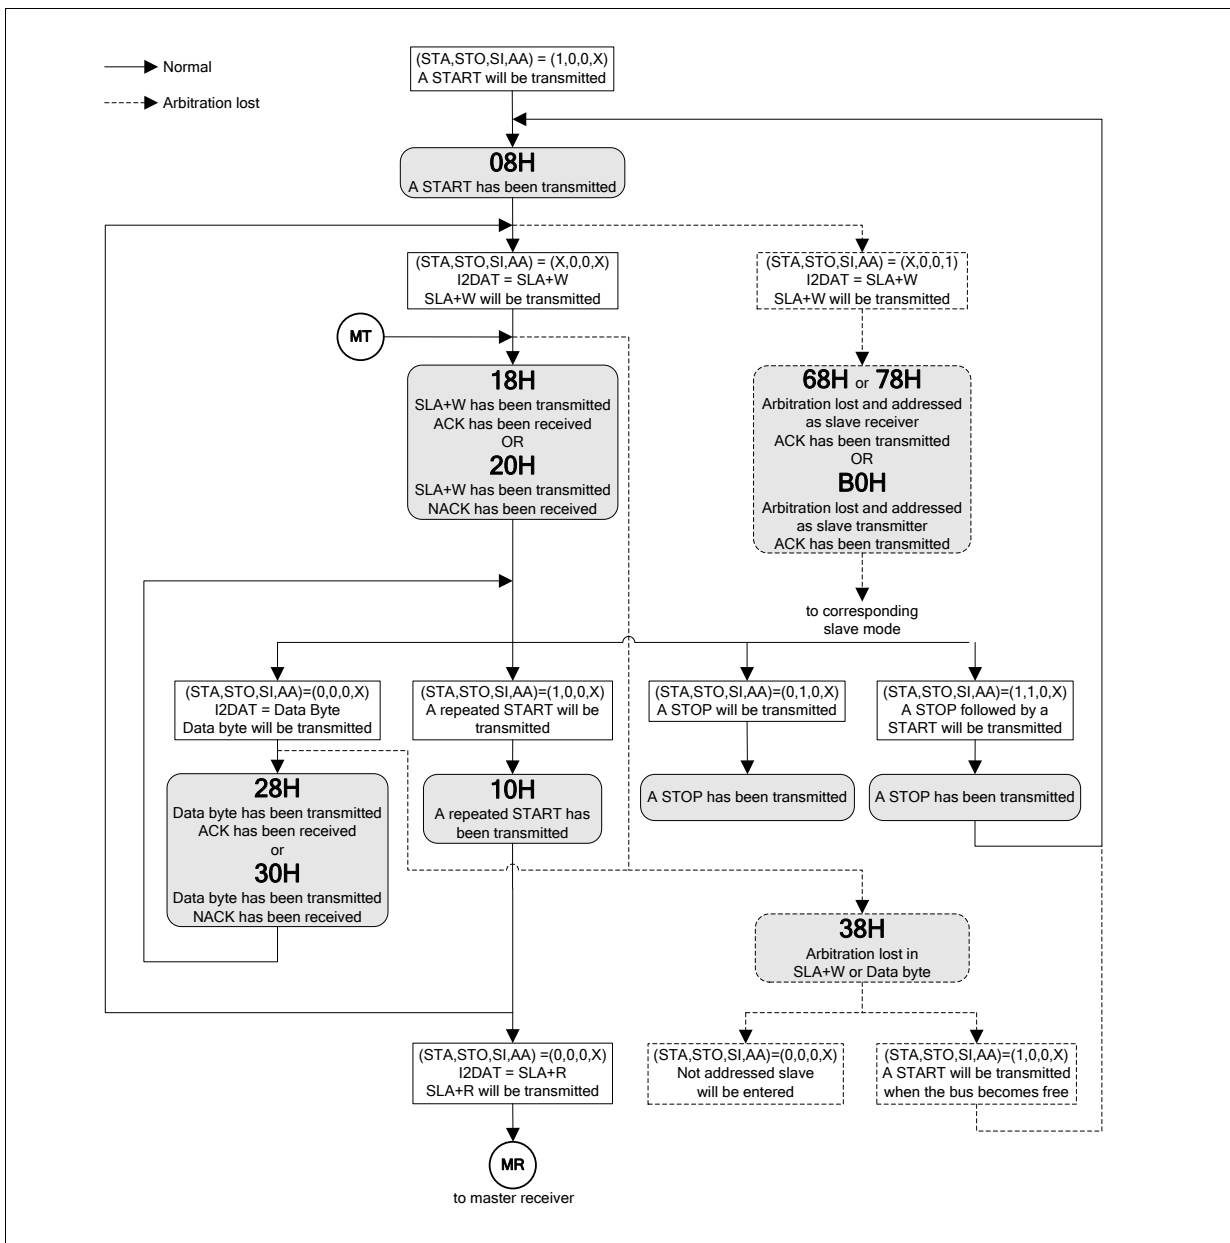 (STA,STO,SI,AA) = (1,0,0,X)
A START will be transmitted
Normal
Arbitration lost
08H
A START has been transmitted
(STA,STO,SI,AA) = (X,0,0,X)
I2DAT = SLA+W
SLA+W will be transmitted
(STA,STO,SI,AA) = (X,0,0,1)
I2DAT = SLA+W
SLA+W will be transmitted
MT
18H
SLA+W has been transmitted
ACK has been received
OR
20H
SLA+W has been transmitted
NACK has been received
68H or 78H
Arbitration lost and addressed
as slave receiver
ACK has been transmitted
OR
B0H
Arbitration lost and addressed
as slave transmitter
ACK has been transmitted
to corresponding
slave mode
(STA,STO,SI,AA)=(0,0,0,X)
I2DAT = Data Byte
Data byte will be transmitted
(STA,STO,SI,AA)=(1,0,0,X)
A repeated START will be
transmitted
(STA,STO,SI,AA)=(0,1,0,X)
A STOP will be transmitted
(STA,STO,SI,AA)=(1,1,0,X)
A STOP followed by a
START will be transmitted
28H
Data byte has been transmitted
ACK has been received
or
30H
Data byte has been transmitted
NACK has been received
10H
A repeated START has
been transmitted
A STOP has been transmitted
A STOP has been transmitted
38H
Arbitration lost in
SLA+W or Data byte
(STA,STO,SI,AA) =(0,0,0,X)
I2DAT = SLA+R
SLA+R will be transmitted
(STA,STO,SI,AA)=(0,0,0,X)
Not addressed slave
will be entered
(STA,STO,SI,AA)=(1,0,0,X)
A START will be transmitted
when the bus becomes free
MR
to master receiver